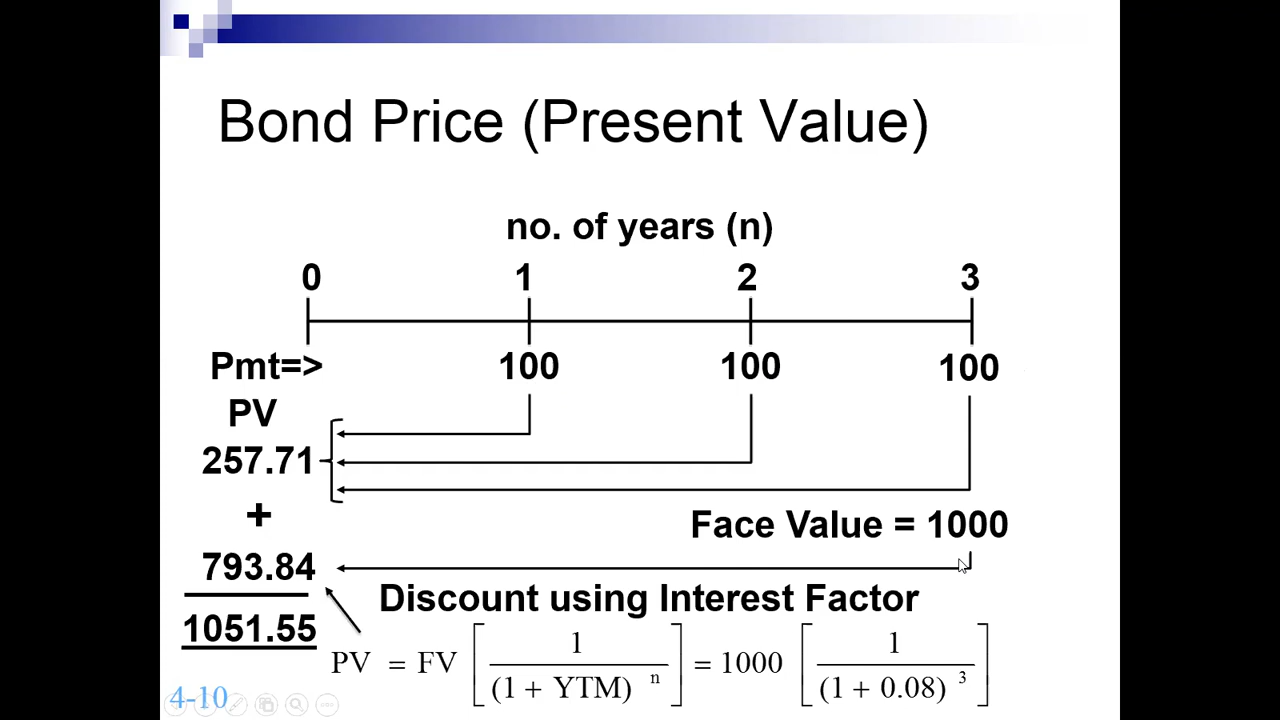 Bond Price (Present Value)
no. of years (n)
0 1 2 3
Pmt=> 100 100 100
PV
257.71
+
Face Value = 1000
793.84
Discount using Interest Factor
1051.55
PV = FV [ 1 / (1 + YTM) n ] = 1000 [ 1 / (1 + 0.08) 3 ]
4-10